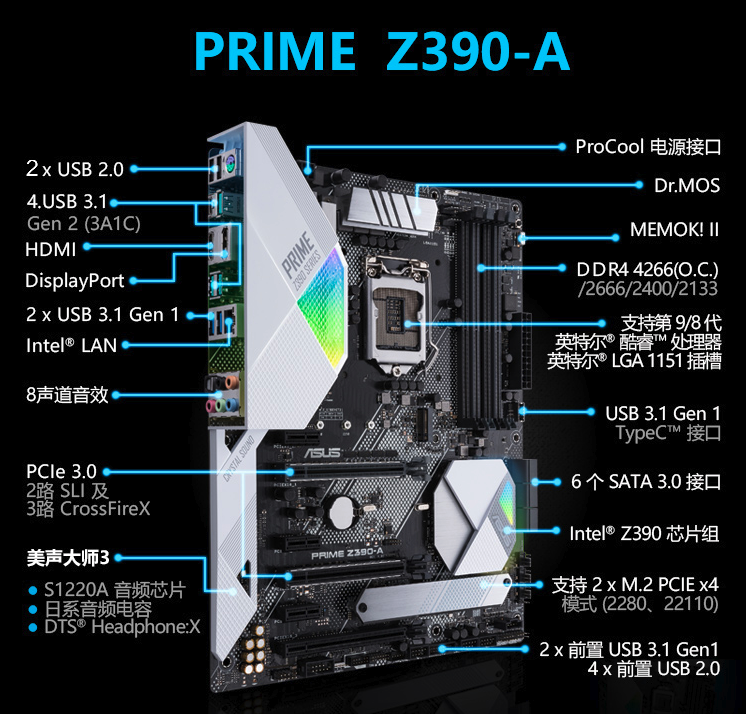 PRIME Z390-A
2 x USB 2.0
4.USB 3.1
Gen 2 (3A1C)
HDMI
DisplayPort
2 x USB 3.1 Gen 1
Intel® LAN
8声道音效
PCIe 3.0
2路 SLI 及
3路 CrossFireX
美声大师3
S1220A 音频芯片
日系音频电容
DTS® Headphone:X
ProCool 电源接口
Dr.MOS
MEMOK! II
DDR4 4266(O.C.)
/2666/2400/2133
支持第 9/8 代
英特尔® 酷睿™ 处理器
英特尔® LGA 1151 插槽
USB 3.1 Gen 1
TypeC™ 接口
6 个 SATA 3.0 接口
Intel® Z390 芯片组
支持 2 x M.2 PCIE x4
模式 (2280、22110)
2 x 前置 USB 3.1 Gen1
4 x 前置 USB 2.0
PRIME
Z390 SERIES
CRYSTAL SOUND
ASUS
PRIME Z390-A